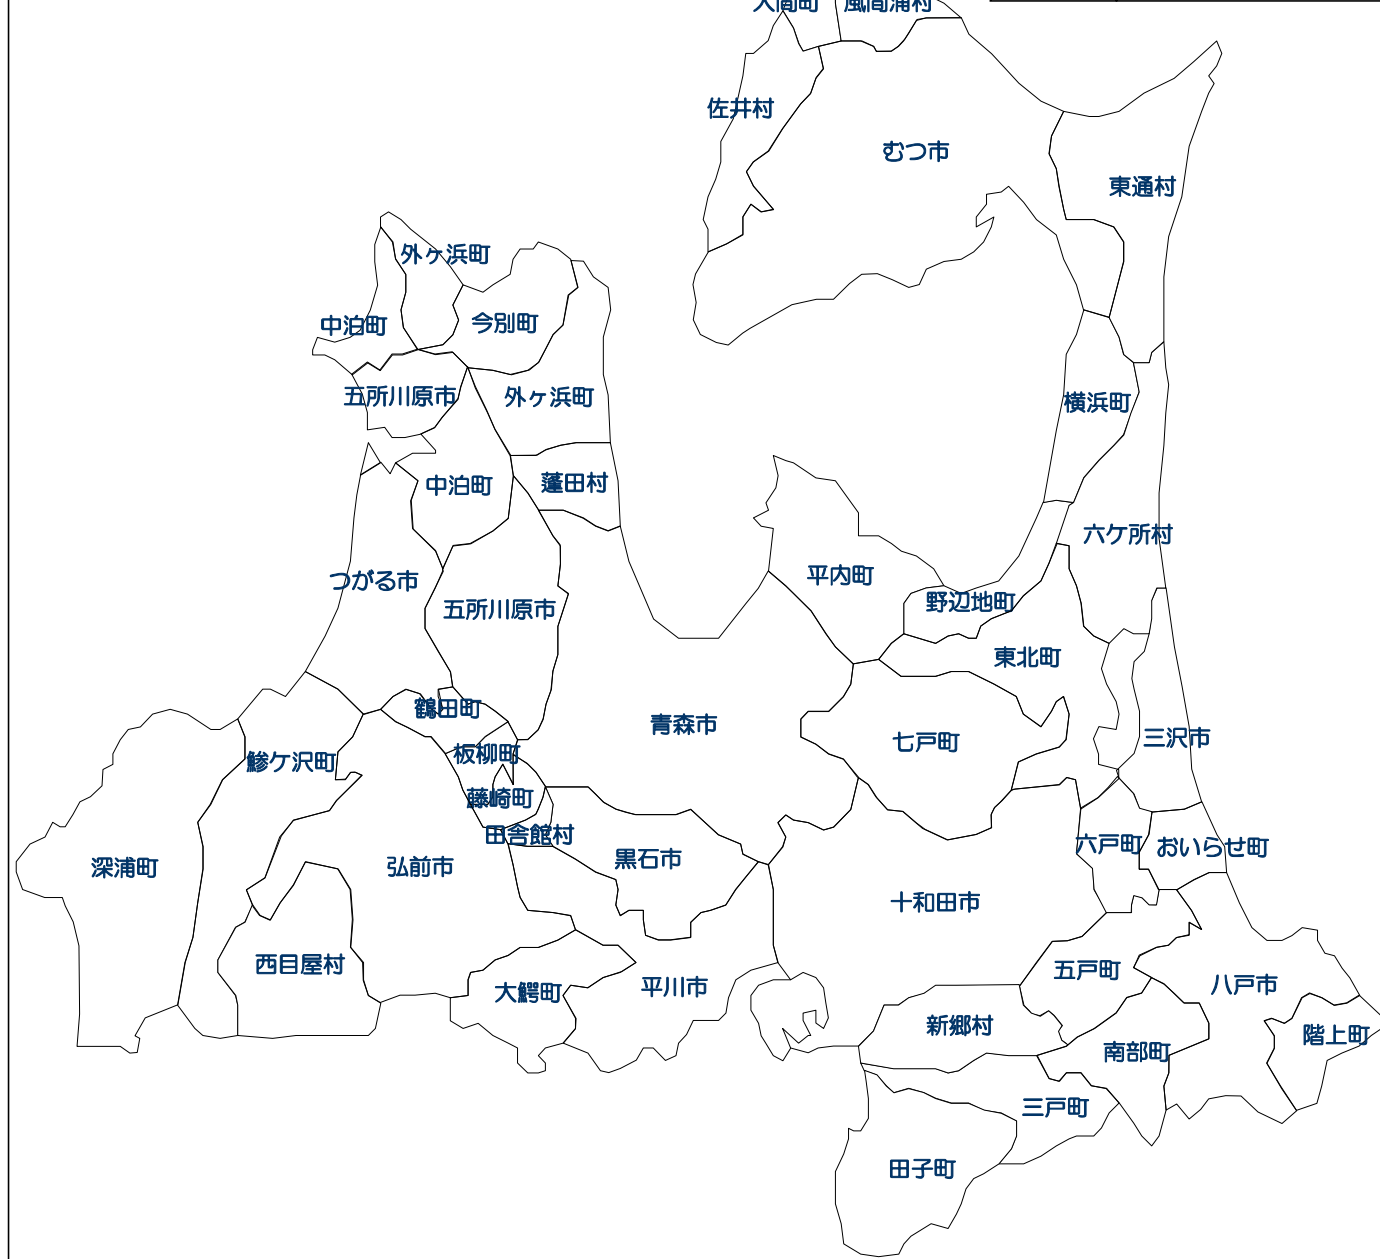 大間町
風間浦村
佐井村
むつ市
東通村
外ヶ浜町
中泊町
今別町
五所川原市
外ヶ浜町
横浜町
中泊町
蓬田村
六ケ所村
つがる市
平内町
五所川原市
野辺地町
東北町
鶴田町
青森市
三沢市
七戸町
板柳町
鰺ケ沢町
藤崎町
田舎館村
六戸町
おいらせ町
黒石市
深浦町
弘前市
十和田市
西目屋村
五戸町
八戸市
平川市
大鰐町
新郷村
階上町
南部町
三戸町
田子町